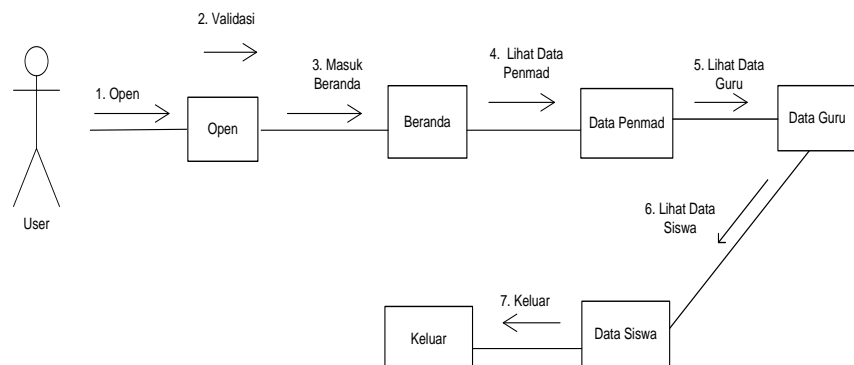 2. Validasi
1. Open
Open
3. Masuk
Beranda
Beranda
4. Lihat Data
Penmad
Data Penmad
5. Lihat Data
Guru
Data Guru
User
6. Lihat Data
Siswa
7. Keluar
Keluar
Data Siswa